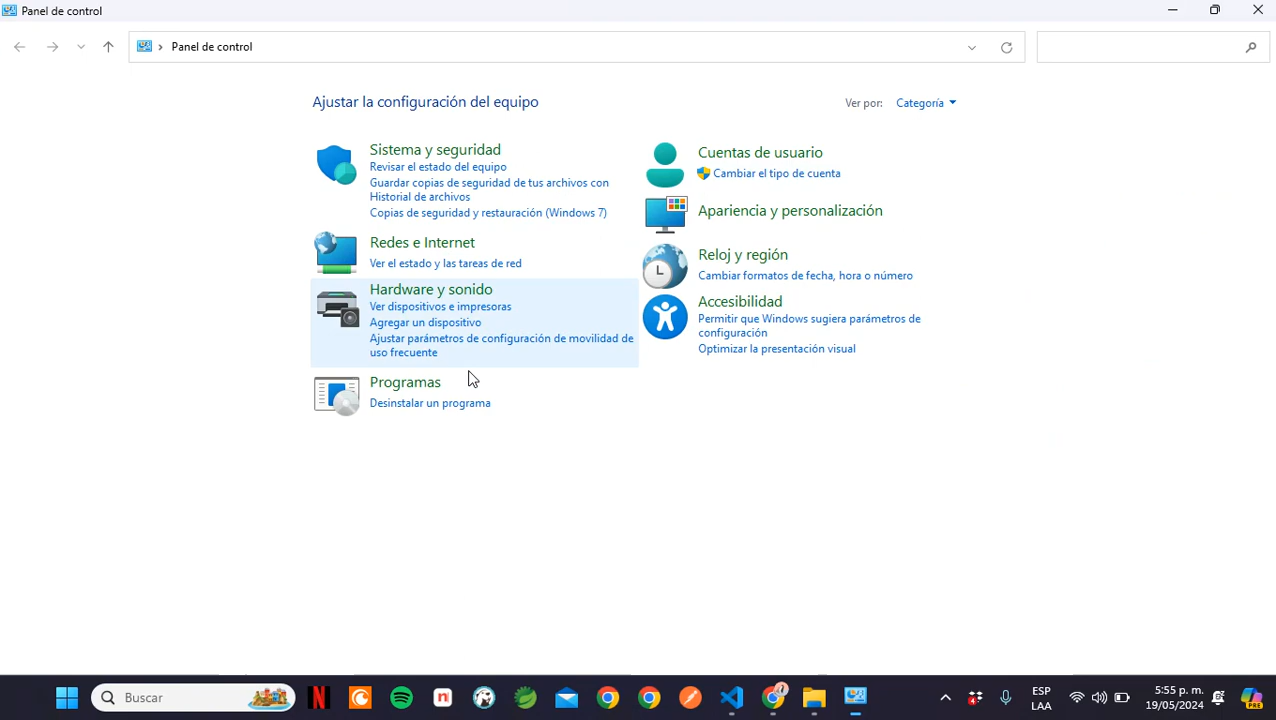 Panel de control
Panel de control
Ajustar la configuración del equipo
Ver por: Categoría
Sistema y seguridad
Revisar el estado del equipo
Guardar copias de seguridad de tus archivos con
Historial de archivos
Copias de seguridad y restauración (Windows 7)
Redes e Internet
Ver el estado y las tareas de red
Hardware y sonido
Ver dispositivos e impresoras
Agregar un dispositivo
Ajustar parámetros de configuración de movilidad de
uso frecuente
Programas
Desinstalar un programa
Cuentas de usuario
Cambiar el tipo de cuenta
Apariencia y personalización
Reloj y región
Cambiar formatos de fecha, hora o número
Accesibilidad
Permitir que Windows sugiera parámetros de
configuración
Optimizar la presentación visual
Buscar
N
n
ESP
LAA
5:55 p. m.
19/05/2024
PRE